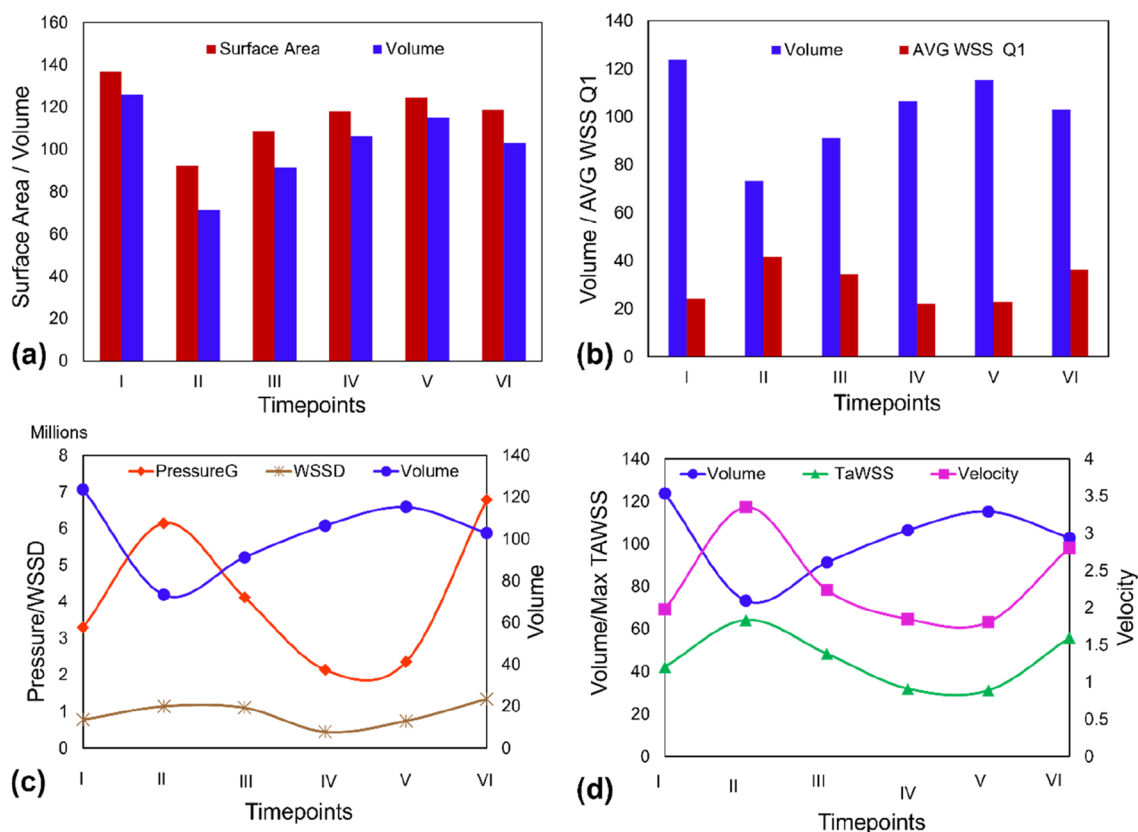 Surface Area / Volume
160
140
120
100
80
60
40
20
0
Surface Area Volume
I II III IV V VI
Timepoints
(a)
Volume / AVG WSS Q1
140
120
100
80
60
40
20
0
Volume AVG WSS Q1
I II III IV V VI
Timepoints
(b)
Millions
Pressure/WSSD
8
7
6
5
4
3
2
1
0
PressureG WSSD Volume
140
120
100
80
60
40
20
0
Volume
I II III IV V VI
Timepoints
(c)
Volume/Max TAWSS
140
120
100
80
60
40
20
0
Volume TaWSS Velocity
4
3.5
3
2.5
2
1.5
1
0.5
0
Velocity
I II III IV V VI
Timepoints
(d)